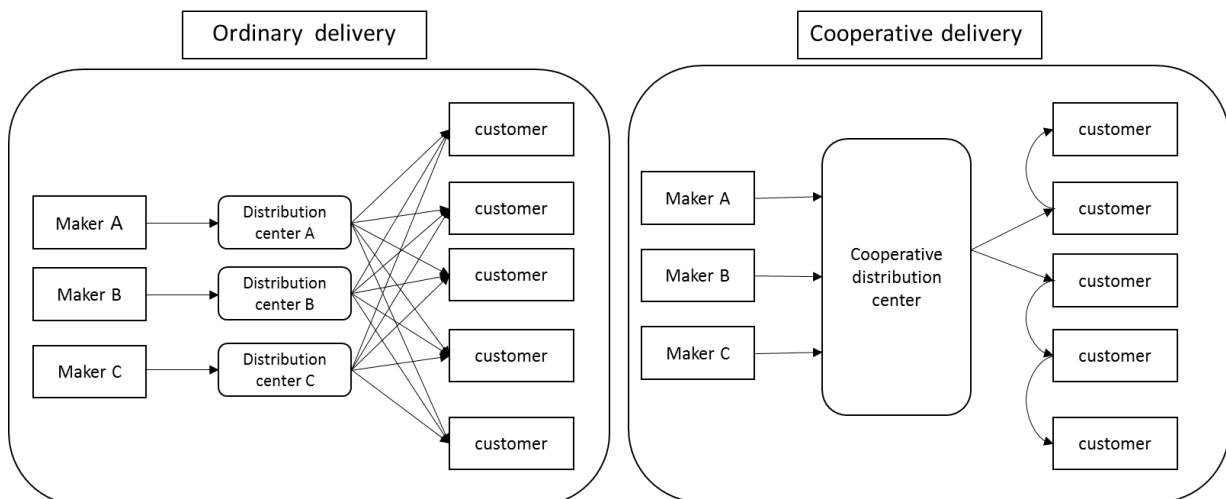 Ordinary delivery
Maker A
Maker B
Maker C
Distribution
center A
Distribution
center B
Distribution
center C
customer
customer
customer
customer
customer
Cooperative delivery
Maker A
Maker B
Maker C
Cooperative
distribution
center
customer
customer
customer
customer
customer